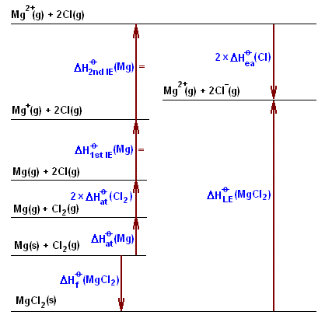 Mg²⁺(g) + 2Cl(g)
ΔH⦵2nd IE(Mg) =
2 × ΔH⦵ea(Cl)
Mg²⁺(g) + 2Cl⁻(g)
Mg⁺(g) + 2Cl(g)
ΔH⦵1st IE(Mg) =
Mg(g) + 2Cl(g)
2 × ΔH⦵at(Cl₂)
ΔH⦵LE(MgCl₂)
Mg(g) + Cl₂(g)
ΔH⦵at(Mg)
Mg(s) + Cl₂(g)
ΔH⦵f(MgCl₂)
MgCl₂(s)